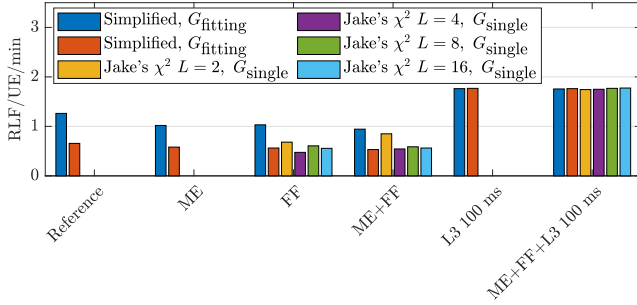 3
2
1
0
RLF/UE/min
Simplified, G_fitting
Simplified, G_fitting
Jake's χ² L = 2, G_single
Jake's χ² L = 4, G_single
Jake's χ² L = 8, G_single
Jake's χ² L = 16, G_single
Reference
ME
FF
ME+FF
L3 100 ms
ME+FF+L3 100 ms